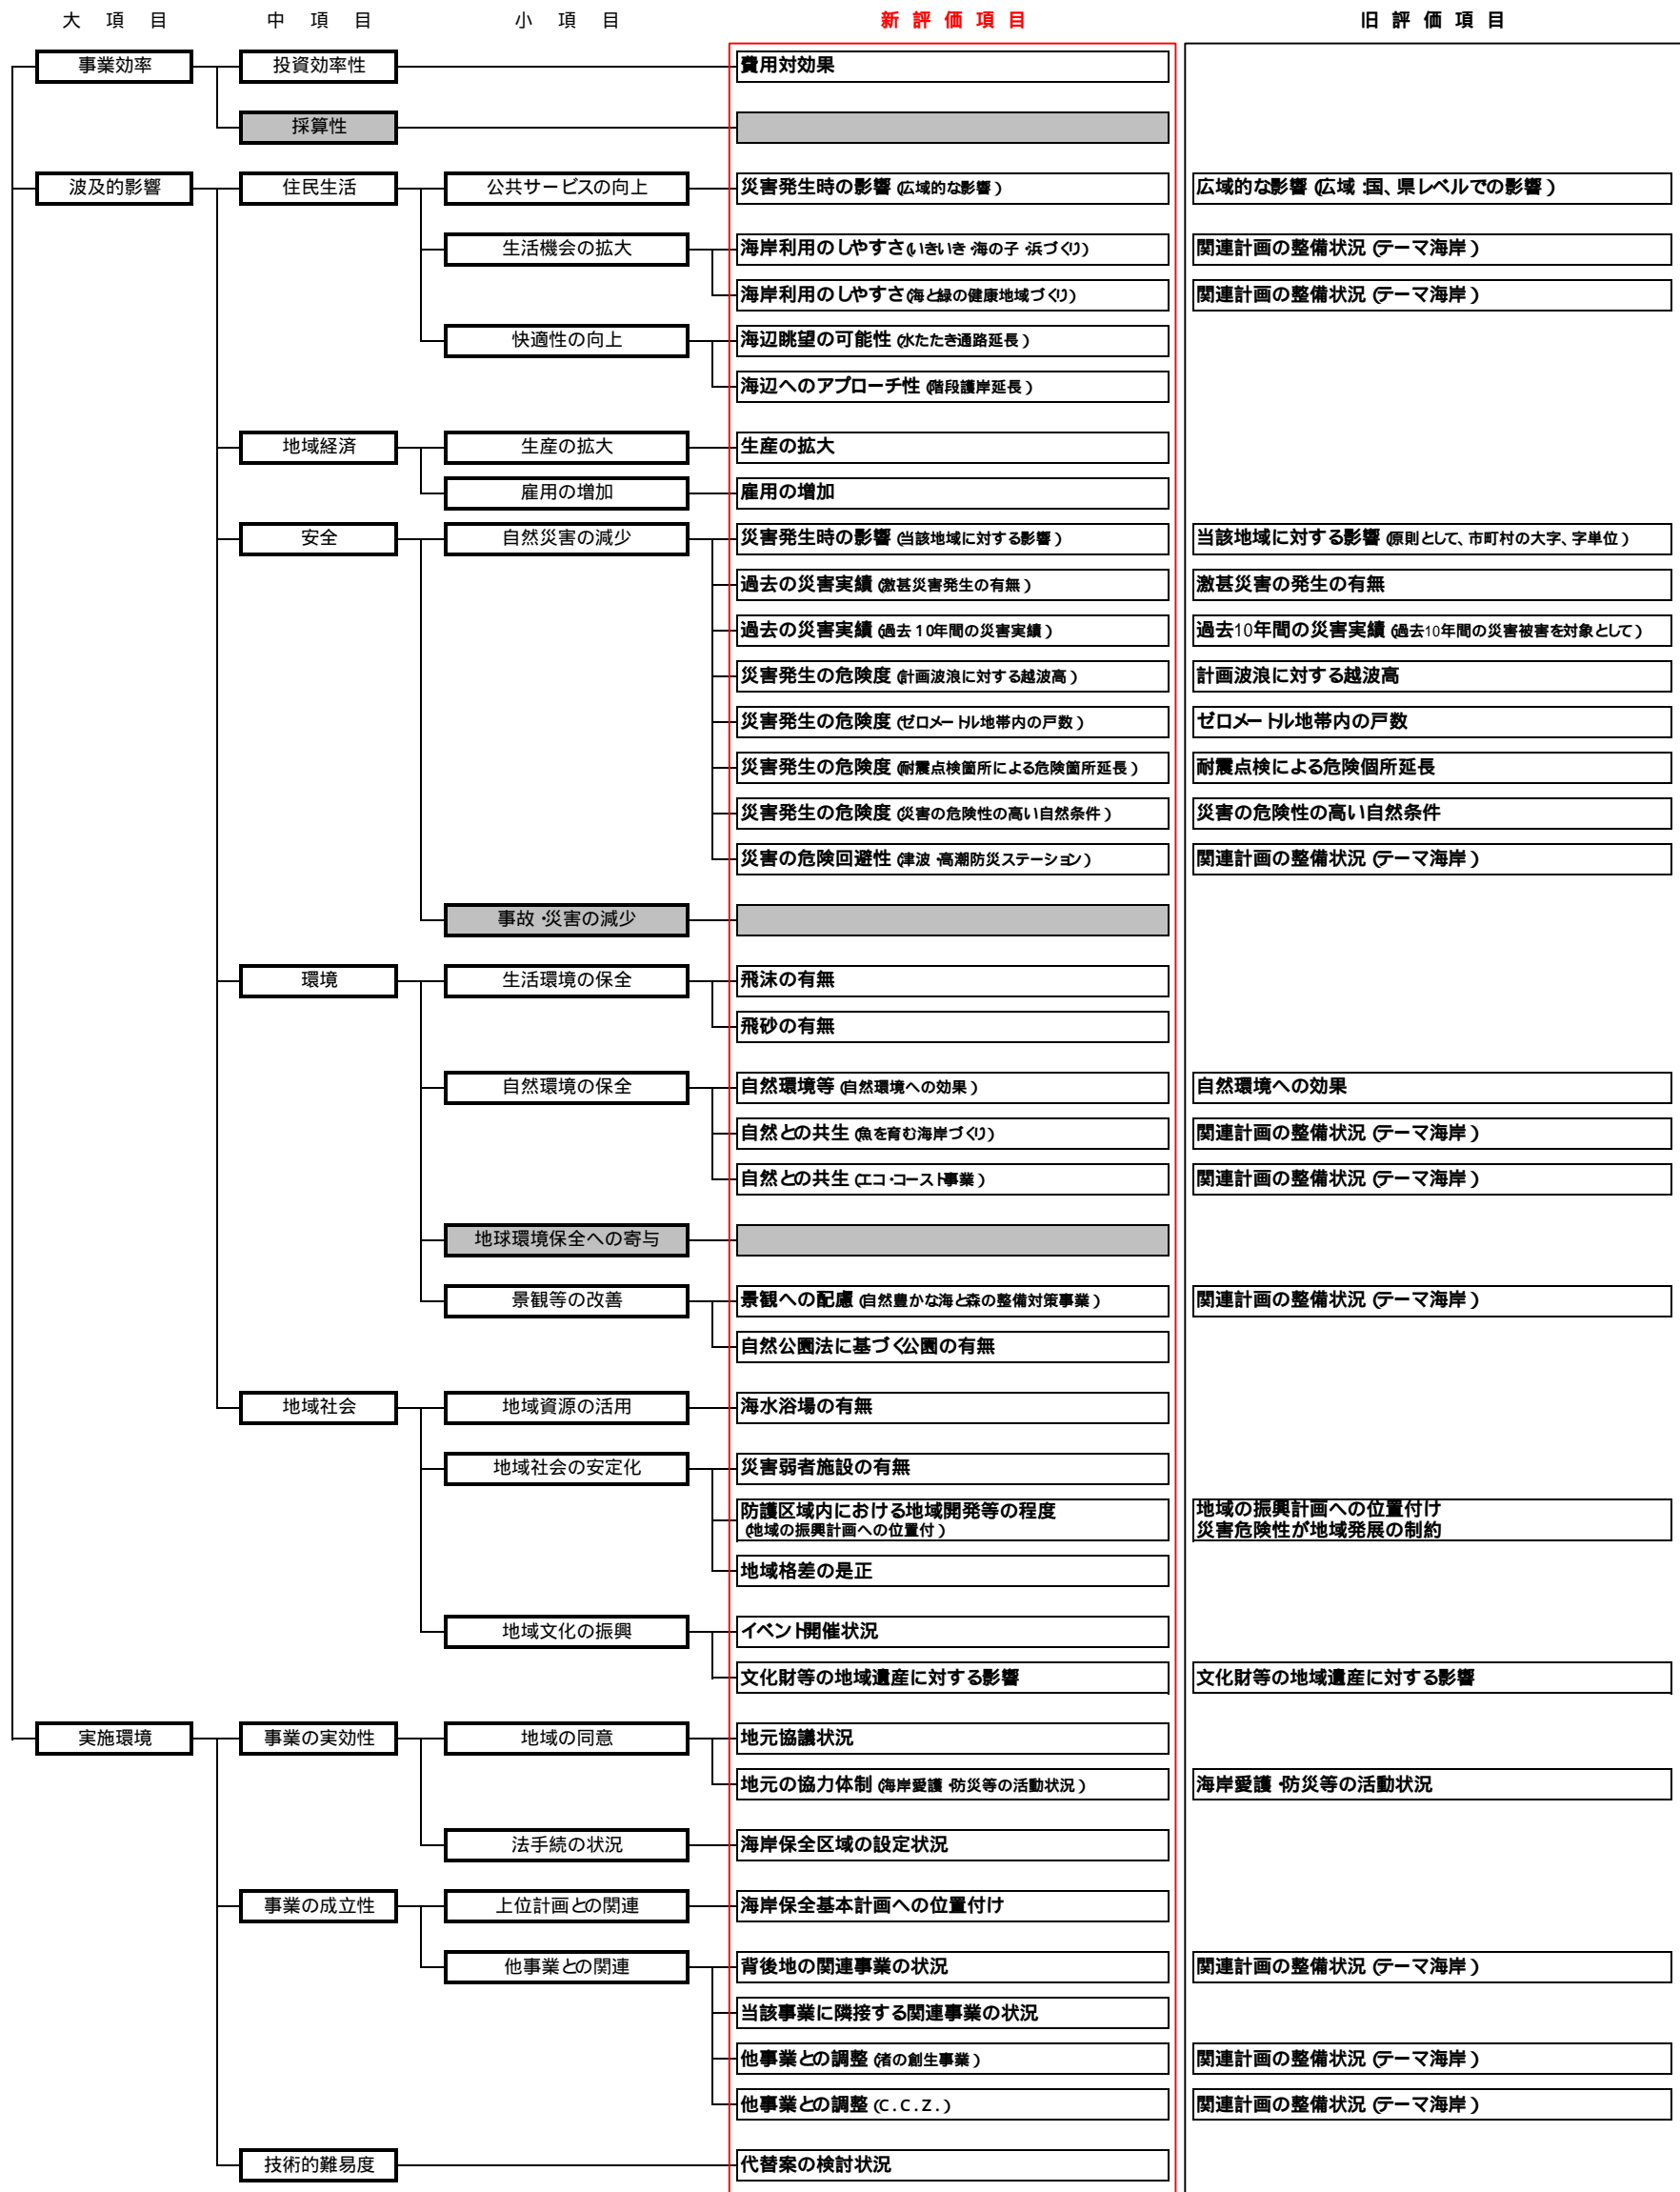 大項目 中項目 小項目 新評価項目 旧評価項目
事業効率 投資効率性 費用対効果
採算性
波及的影響 住民生活 公共サービスの向上 災害発生時の影響(広域的な影響) 広域的な影響(広域:国、県レベルでの影響)
生活機会の拡大 海岸利用のしやすさ(いきいき・海の子・浜づくり) 関連計画の整備状況(テーマ海岸)
海岸利用のしやすさ(海と緑の健康地域づくり) 関連計画の整備状況(テーマ海岸)
快適性の向上 海辺眺望の可能性(水たたき通路延長)
海辺へのアプローチ性(階段護岸延長)
地域経済 生産の拡大 生産の拡大
雇用の増加 雇用の増加
安全 自然災害の減少 災害発生時の影響(当該地域に対する影響) 当該地域に対する影響(原則として、市町村の大字、字単位)
過去の災害実績(激甚災害発生の有無) 激甚災害の発生の有無
過去の災害実績(過去10年間の災害実績) 過去10年間の災害実績(過去10年間の災害被害を対象として)
災害発生の危険度(計画波浪に対する越波高) 計画波浪に対する越波高
災害発生の危険度(ゼロメートル地帯内の戸数) ゼロメートル地帯内の戸数
災害発生の危険度(耐震点検箇所による危険箇所延長) 耐震点検による危険個所延長
災害発生の危険度(災害の危険性の高い自然条件) 災害の危険性の高い自然条件
災害の危険回避性(津波・高潮防災ステーション) 関連計画の整備状況(テーマ海岸)
事故・災害の減少
環境 生活環境の保全 飛沫の有無
飛砂の有無
自然環境の保全 自然環境等(自然環境への効果) 自然環境への効果
自然との共生(魚を育む海岸づくり) 関連計画の整備状況(テーマ海岸)
自然との共生(エコ・コースト事業) 関連計画の整備状況(テーマ海岸)
地球環境保全への寄与
景観等の改善 景観への配慮(自然豊かな海と森の整備対策事業) 関連計画の整備状況(テーマ海岸)
自然公園法に基づく公園の有無
地域社会 地域資源の活用 海水浴場の有無
地域社会の安定化 災害弱者施設の有無
防護区域内における地域開発等の程度 地域の振興計画への位置付け
(地域の振興計画への位置付) 災害危険性が地域発展の制約
地域格差の是正
地域文化の振興 イベント開催状況
文化財等の地域遺産に対する影響 文化財等の地域遺産に対する影響
実施環境 事業の実効性 地域の同意 地元協議状況
地元の協力体制(海岸愛護・防災等の活動状況) 海岸愛護・防災等の活動状況
法手続の状況 海岸保全区域の設定状況
事業の成立性 上位計画との関連 海岸保全基本計画への位置付け
他事業との関連 背後地の関連事業の状況 関連計画の整備状況(テーマ海岸)
当該事業に隣接する関連事業の状況
他事業との調整(渚の創生事業) 関連計画の整備状況(テーマ海岸)
他事業との調整(C.C.Z.) 関連計画の整備状況(テーマ海岸)
技術的難易度 代替案の検討状況